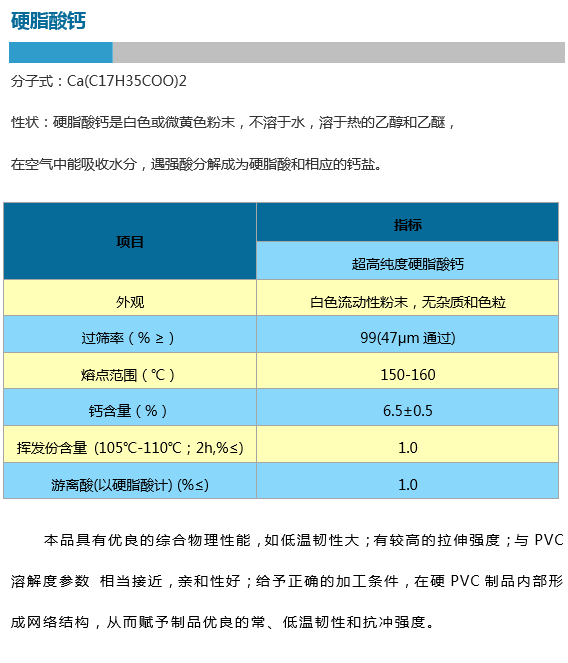 硬脂酸钙
分子式：Ca(C17H35COO)2
性状：硬脂酸钙是白色或微黄色粉末，不溶于水，溶于热的乙醇和乙醚，
在空气中能吸收水分，遇强酸分解成为硬脂酸和相应的钙盐。
项目 指标
超高纯度硬脂酸钙
外观 白色流动性粉末，无杂质和色粒
过筛率（% ≥ ） 99(47μm 通过)
熔点范围（℃ ） 150-160
钙含量（% ） 6.5±0.5
挥发份含量 (105℃-110℃；2h,%≤) 1.0
游离酸(以硬脂酸计) (%≤) 1.0
本品具有优良的综合物理性能，如低温韧性大；有较高的拉伸强度；与 PVC
溶解度参数 相当接近，亲和性好；给予正确的加工条件，在硬 PVC 制品内部形
成网络结构，从而赋予制品优良的常、低温韧性和抗冲强度。